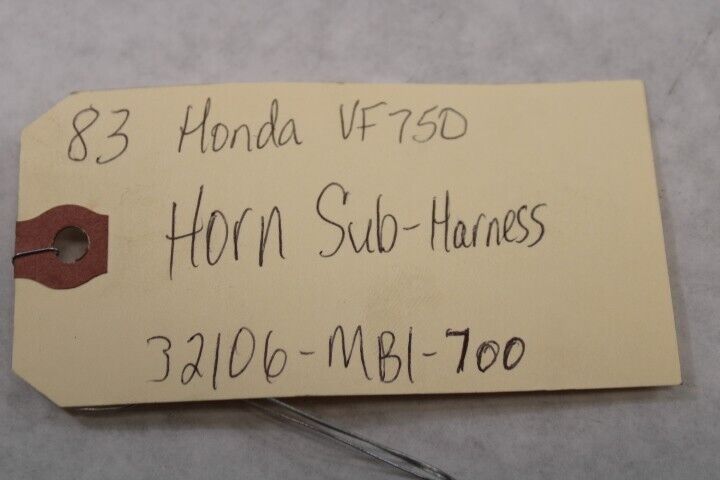 83 Honda VF750
Horn Sub-Harness
32106-MB1-700